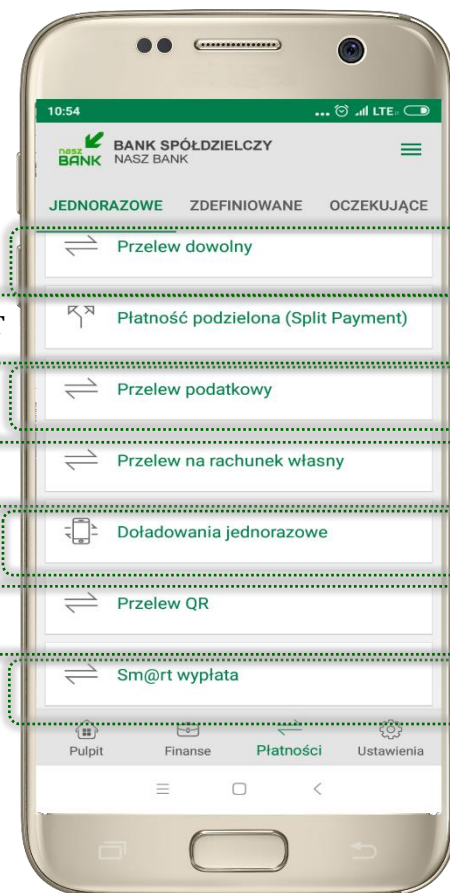 10:54
... LTE
nasz BANK
BANK SPÓŁDZIELCZY
NASZ BANK
JEDNORAZOWE ZDEFINIOWANE OCZEKUJĄCE
Przelew dowolny
T
Płatność podzielona (Split Payment)
Przelew podatkowy
Przelew na rachunek własny
Doładowania jednorazowe
Przelew QR
Sm@rt wypłata
Pulpit Finanse Płatności Ustawienia